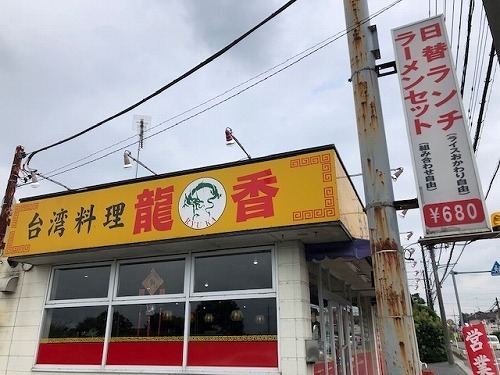 台湾料理 龍 香
RYUKI
日替ランチ
(ライスおかわり自由)
ラーメンセット
(組み合わせ自由)
¥680
営業